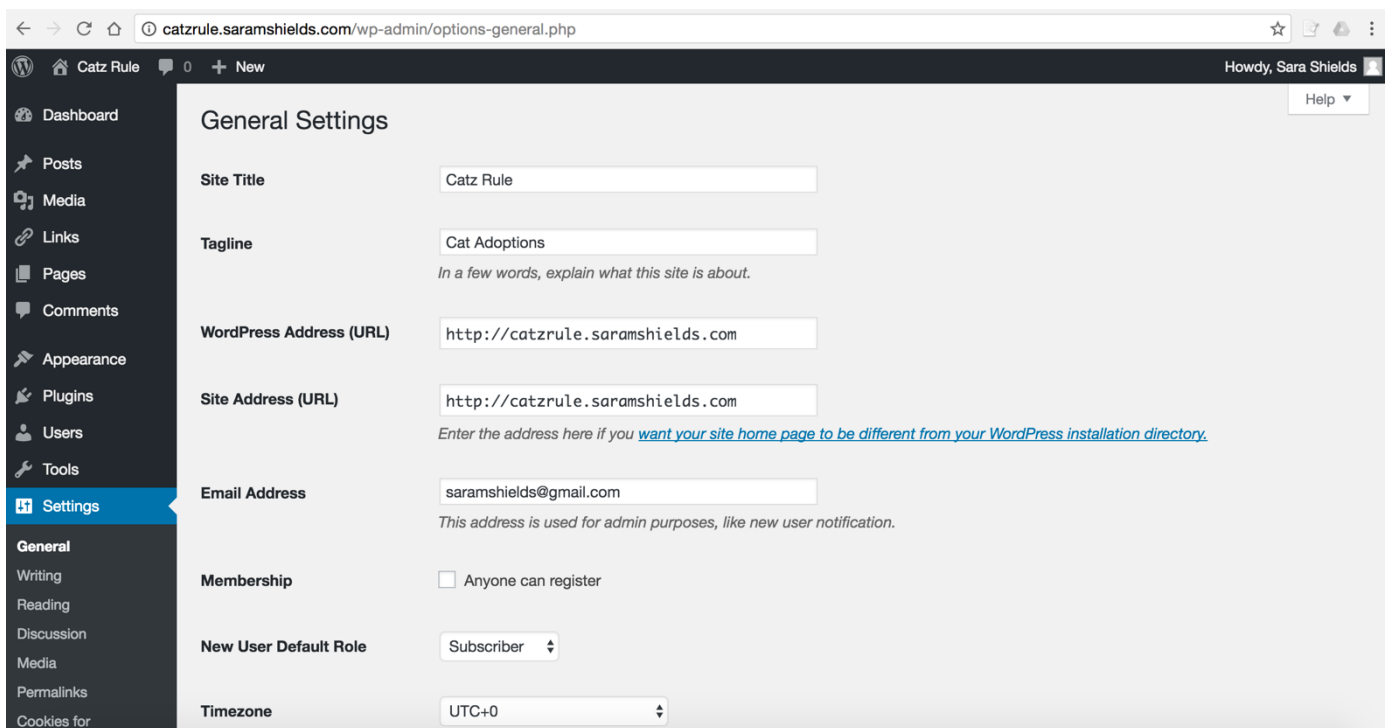 catzrule.saramshields.com/wp-admin/options-general.php
Catz Rule 0 + New Howdy, Sara Shields
Help ▼
Dashboard
Posts
Media
Links
Pages
Comments
Appearance
Plugins
Users
Tools
Settings
General
Writing
Reading
Discussion
Media
Permalinks
Cookies for
General Settings
Site Title Catz Rule
Tagline Cat Adoptions
In a few words, explain what this site is about.
WordPress Address (URL) http://catzrule.saramshields.com
Site Address (URL) http://catzrule.saramshields.com
Enter the address here if you want your site home page to be different from your WordPress installation directory.
Email Address saramshields@gmail.com
This address is used for admin purposes, like new user notification.
Membership Anyone can register
New User Default Role Subscriber
Timezone UTC+0